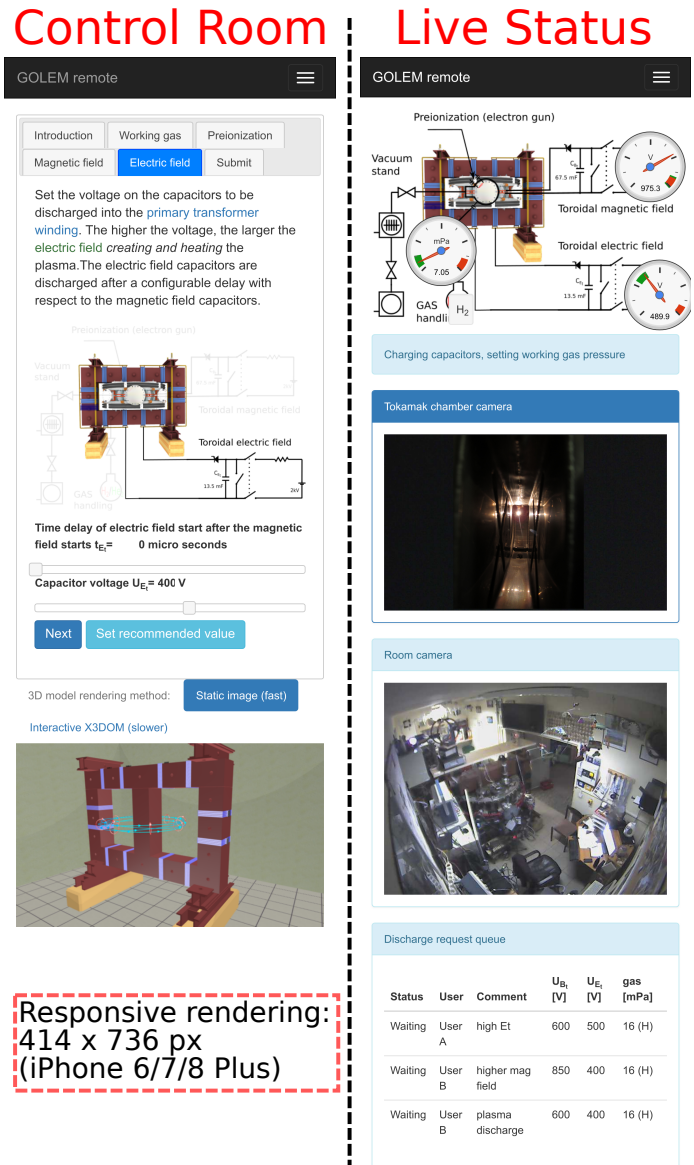 Control Room
GOLEM remote
Introduction
Working gas
Preionization
Magnetic field
Electric field
Submit
Set the voltage on the capacitors to be
discharged into the primary transformer
winding. The higher the voltage, the larger the
electric field creating and heating the
plasma.The electric field capacitors are
discharged after a configurable delay with
respect to the magnetic field capacitors.
Preionization (electron gun)
Vacuum
stand
Toroidal magnetic field
Toroidal electric field
13.5 mF
2kV
GAS
handling
Time delay of electric field start after the magnetic
field starts tEt= 0 micro seconds
Capacitor voltage UEt= 400 V
Next
Set recommended value
3D model rendering method:
Static image (fast)
Interactive X3DOM (slower)
Responsive rendering:
414 x 736 px
(iPhone 6/7/8 Plus)
Live Status
GOLEM remote
Preionization (electron gun)
Vacuum
stand
67.5 mF
V
975.3
Toroidal magnetic field
Toroidal electric field
mPa
7.05
13.5 mF
V
489.9
GAS
H2
Charging capacitors, setting working gas pressure
Tokamak chamber camera
Room camera
Discharge request queue
Status User Comment UBt [V] UEt [V] gas [mPa]
Waiting User A high Et 600 500 16 (H)
Waiting User B higher mag field 850 400 16 (H)
Waiting User B plasma discharge 600 400 16 (H)